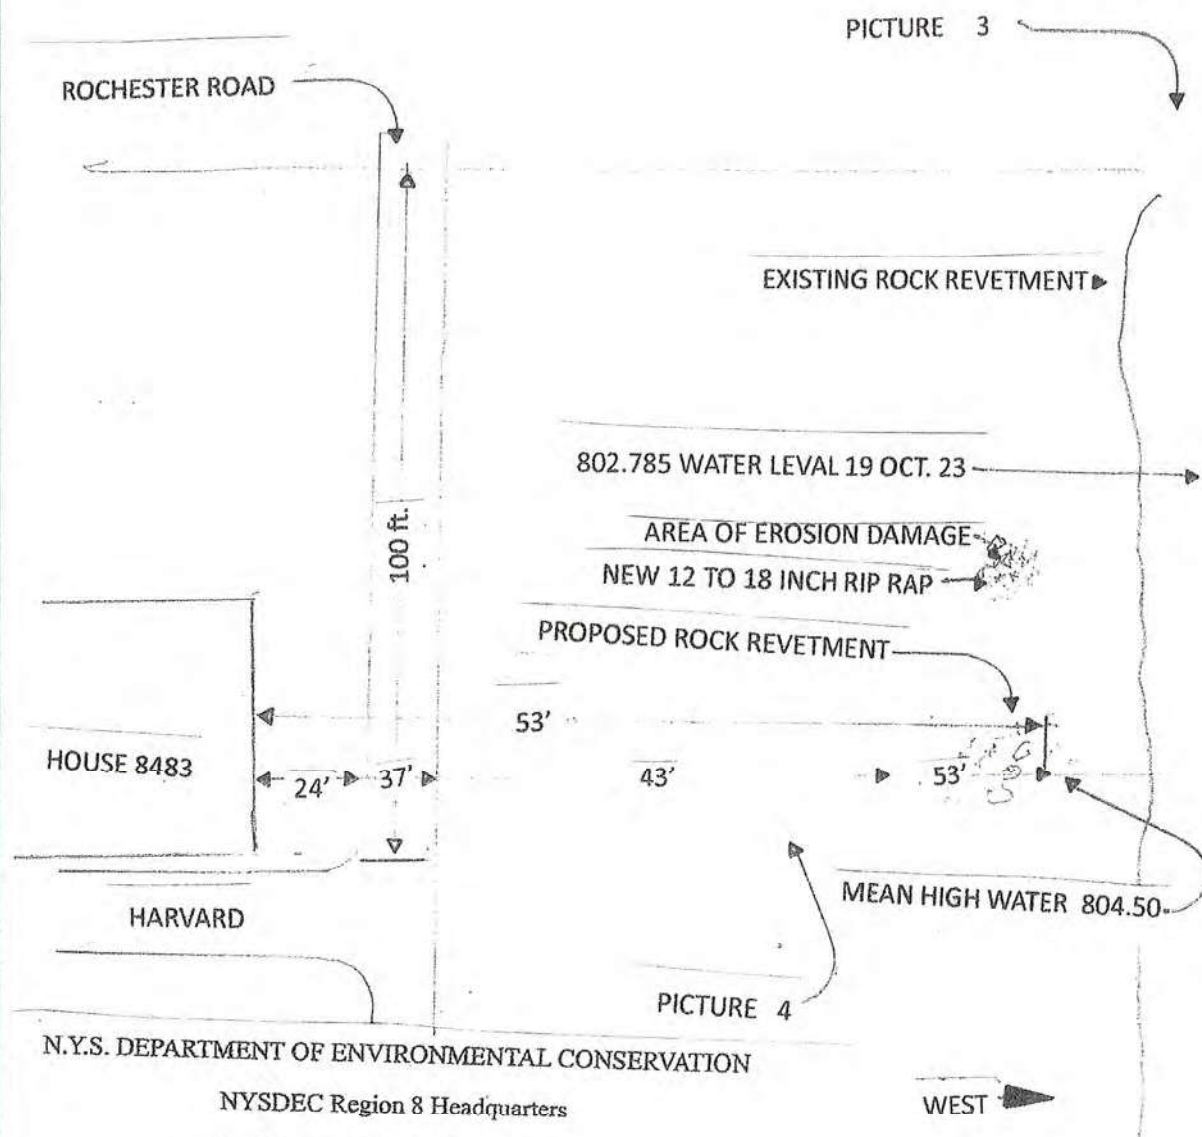 PICTURE 3
ROCHESTER ROAD
EXISTING ROCK REVETMENT
802.785 WATER LEVAL 19 OCT. 23
AREA OF EROSION DAMAGE
100 ft.
NEW 12 TO 18 INCH RIP RAP
PROPOSED ROCK REVETMENT
53'
HOUSE 8483
24'
37'
43'
53'
MEAN HIGH WATER 804.50
HARVARD
PICTURE 4
N.Y.S. DEPARTMENT OF ENVIRONMENTAL CONSERVATION
NYSDEC Region 8 Headquarters
WEST